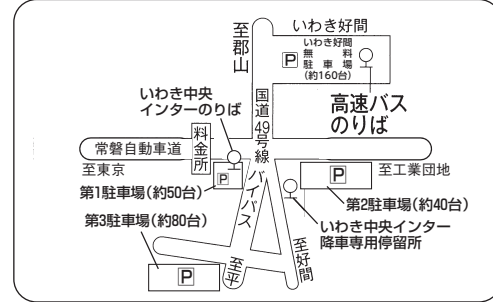 いわき好間
いわき好間
無料
駐車場
(約160台)
P
至郡山
高速バス
のりば
いわき中央
インターのりば
国道49号線
料金所
常磐自動車道
至東京
至工業団地
P
第1駐車場(約50台)
バイパス
P
第2駐車場(約40台)
第3駐車場(約80台)
いわき中央インター
降車専用停留所
P
至平
至好間